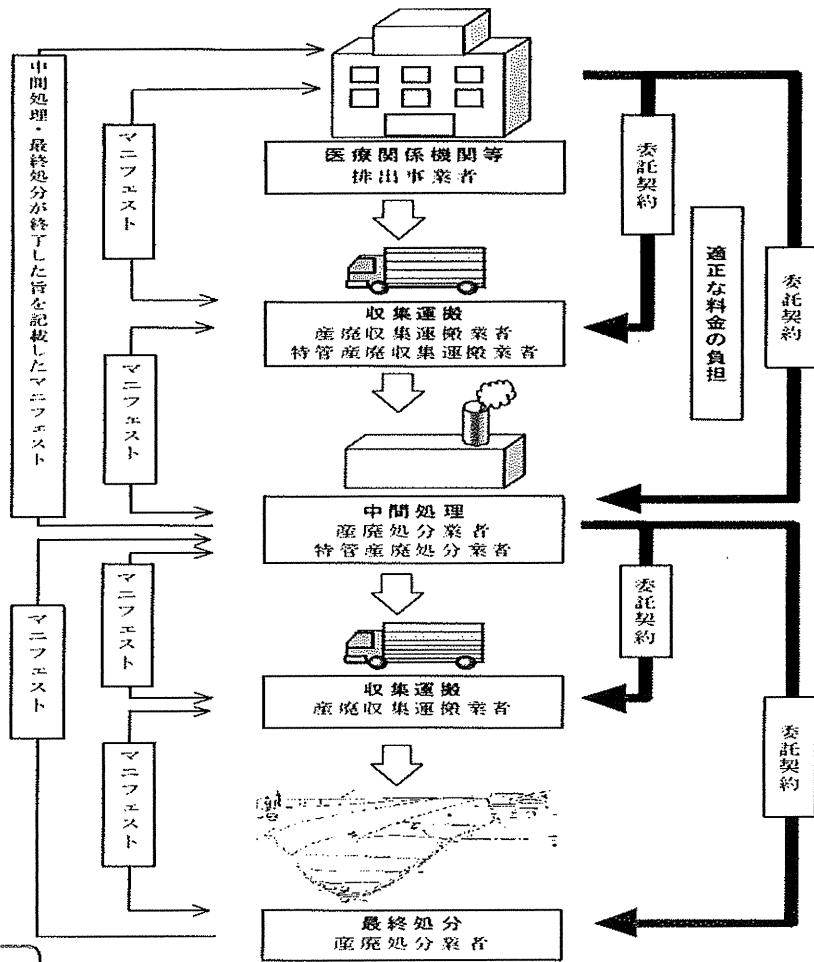 中間処理・最終処分が終了した旨を記載したマニフェスト
マニフェスト
医療関係機関等
排出事業者
委託契約
適正な料金の負担
委託契約
収集運搬
産廃収集運搬業者
特管産廃収集運搬業者
マニフェスト
中間処理
産廃処分業者
特管産廃処分業者
マニフェスト
マニフェスト
委託契約
収集運搬
産廃収集運搬業者
委託契約
マニフェスト
最終処分
産廃処分業者